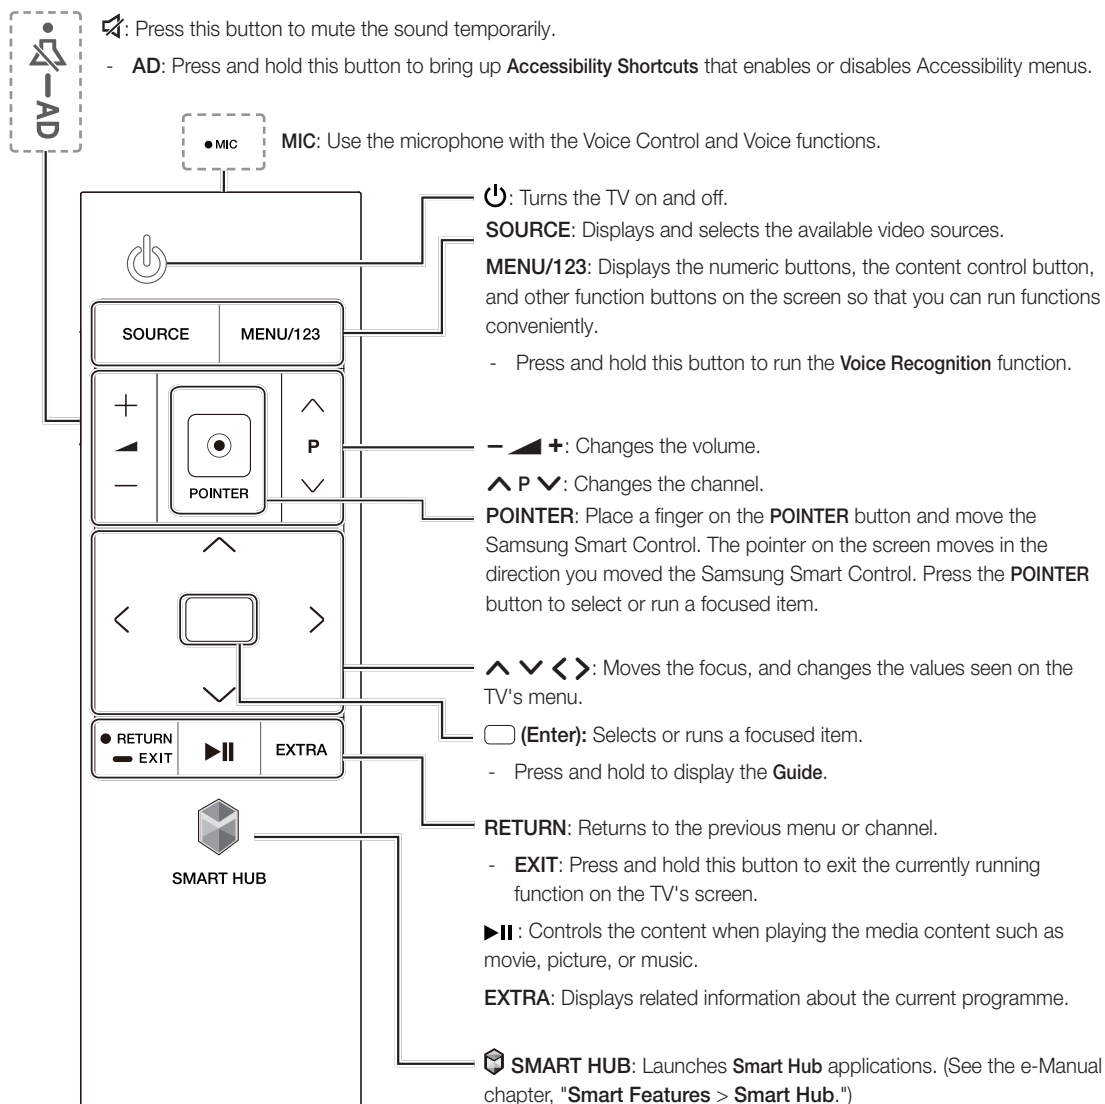 : Press this button to mute the sound temporarily.
- AD: Press and hold this button to bring up Accessibility Shortcuts that enables or disables Accessibility menus.
AD
● MIC
MIC: Use the microphone with the Voice Control and Voice functions.
: Turns the TV on and off.
SOURCE: Displays and selects the available video sources.
MENU/123: Displays the numeric buttons, the content control button,
and other function buttons on the screen so that you can run functions
conveniently.
- Press and hold this button to run the Voice Recognition function.
SOURCE
MENU/123
P
POINTER
− +: Changes the volume.
P : Changes the channel.
POINTER: Place a finger on the POINTER button and move the
Samsung Smart Control. The pointer on the screen moves in the
direction you moved the Samsung Smart Control. Press the POINTER
button to select or run a focused item.
: Moves the focus, and changes the values seen on the
TV's menu.
(Enter): Selects or runs a focused item.
- Press and hold to display the Guide.
● RETURN
EXIT
EXTRA
SMART HUB
RETURN: Returns to the previous menu or channel.
- EXIT: Press and hold this button to exit the currently running
function on the TV's screen.
: Controls the content when playing the media content such as
movie, picture, or music.
EXTRA: Displays related information about the current programme.
SMART HUB: Launches Smart Hub applications. (See the e-Manual
chapter, "Smart Features > Smart Hub.")